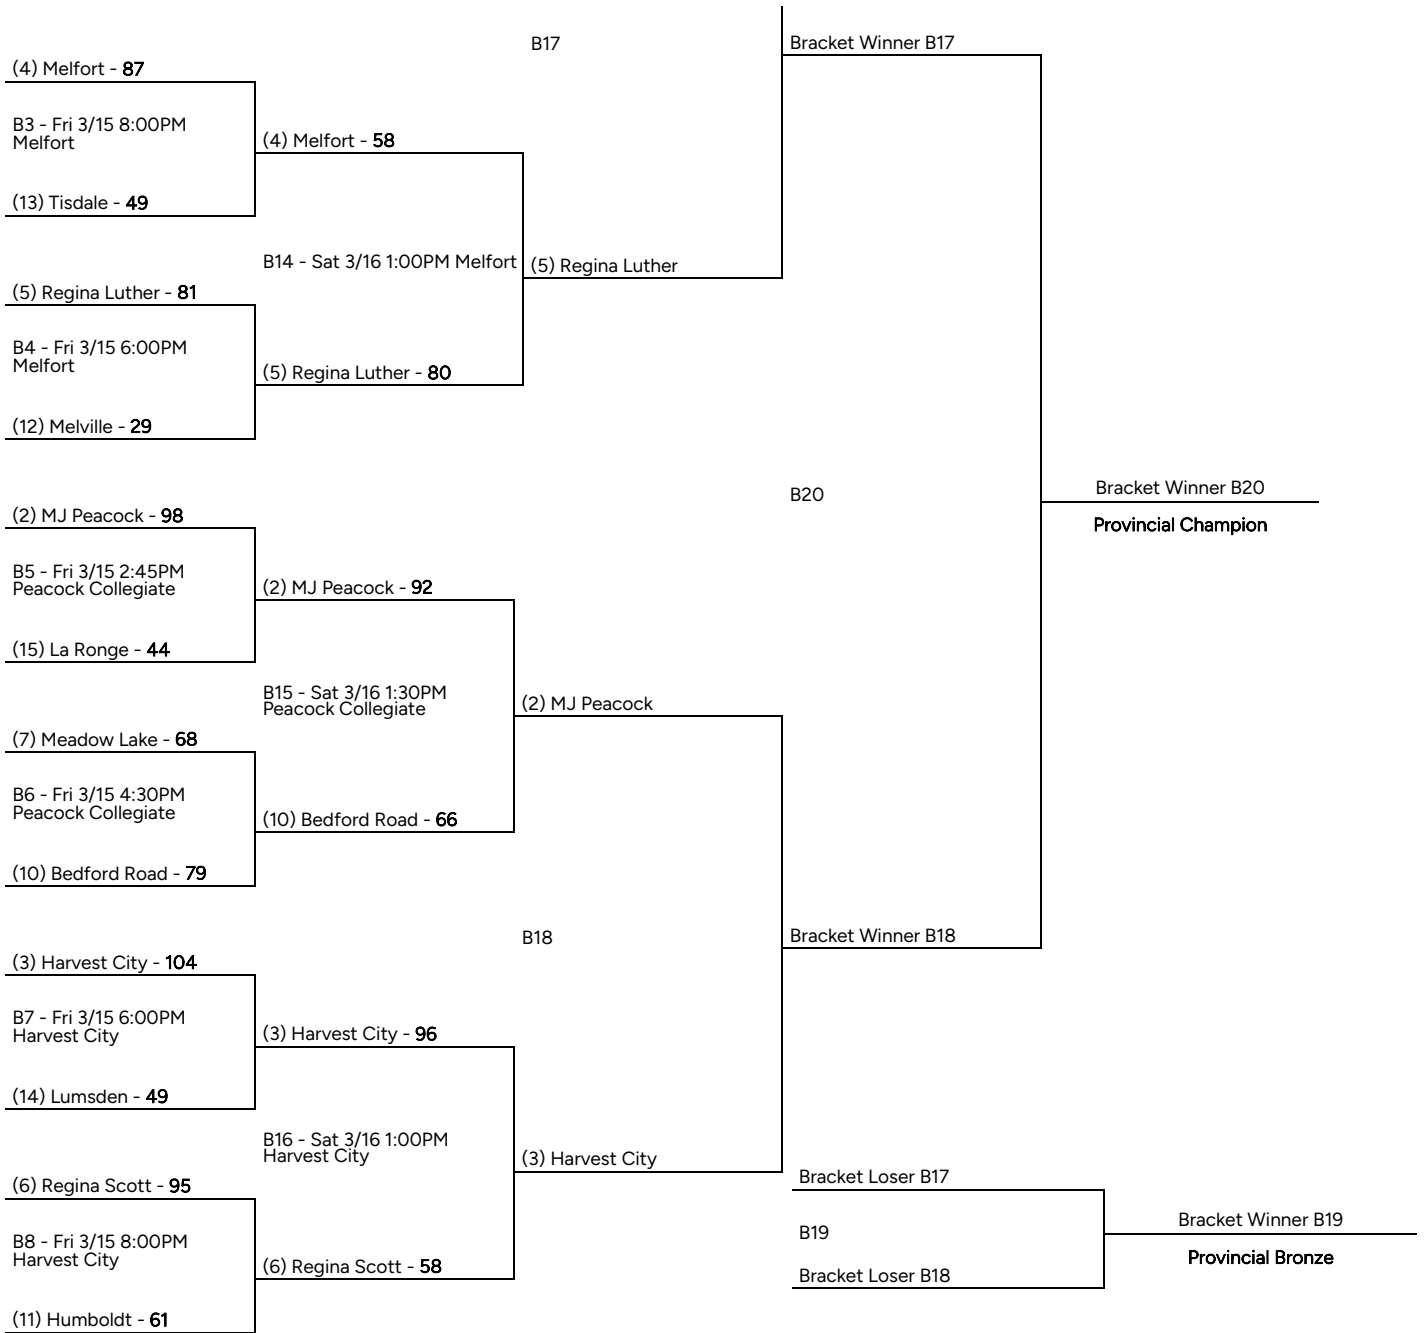 B17
Bracket Winner B17
(4) Melfort - 87
B3 - Fri 3/15 8:00PM
Melfort
(4) Melfort - 58
(13) Tisdale - 49
B14 - Sat 3/16 1:00PM Melfort
(5) Regina Luther
(5) Regina Luther - 81
B4 - Fri 3/15 6:00PM
Melfort
(5) Regina Luther - 80
(12) Melville - 29
B20
Bracket Winner B20
Provincial Champion
(2) MJ Peacock - 98
B5 - Fri 3/15 2:45PM
Peacock Collegiate
(2) MJ Peacock - 92
(15) La Ronge - 44
B15 - Sat 3/16 1:30PM
Peacock Collegiate
(2) MJ Peacock
(7) Meadow Lake - 68
B6 - Fri 3/15 4:30PM
Peacock Collegiate
(10) Bedford Road - 66
(10) Bedford Road - 79
B18
Bracket Winner B18
(3) Harvest City - 104
B7 - Fri 3/15 6:00PM
Harvest City
(3) Harvest City - 96
(14) Lumsden - 49
B16 - Sat 3/16 1:00PM
Harvest City
(3) Harvest City
(6) Regina Scott - 95
B8 - Fri 3/15 8:00PM
Harvest City
(6) Regina Scott - 58
(11) Humboldt - 61
Bracket Loser B17
B19
Bracket Winner B19
Provincial Bronze
Bracket Loser B18